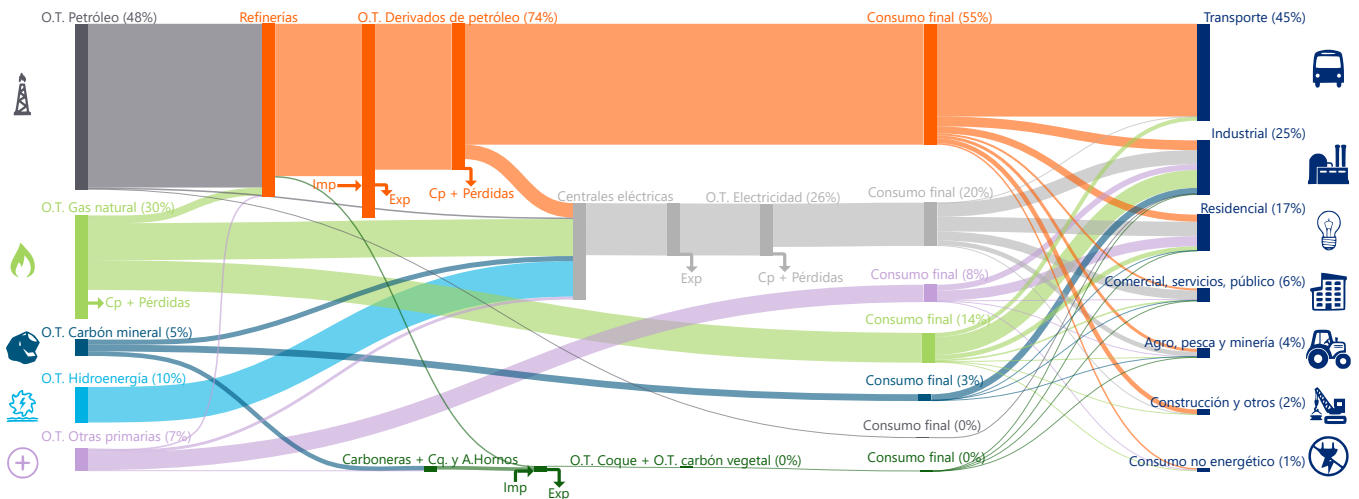 O.T. Petróleo (48%)
Refinerías
O.T. Derivados de petróleo (74%)
Consumo final (55%)
Transporte (45%)
Industrial (25%)
Imp
Exp
Cp + Pérdidas
Centrales eléctricas
O.T. Electricidad (26%)
Consumo final (20%)
Residencial (17%)
O.T. Gas natural (30%)
Exp
Cp + Pérdidas
Consumo final (8%)
Comercial, servicios, público (6%)
Cp + Pérdidas
Consumo final (14%)
O.T. Carbón mineral (5%)
Agro, pesca y minería (4%)
O.T. Hidroenergía (10%)
Consumo final (3%)
Construcción y otros (2%)
Consumo final (0%)
O.T. Otras primarias (7%)
Carboneras + Cq. y A.Hornos
O.T. Coque + O.T. carbón vegetal (0%)
Consumo final (0%)
Consumo no energético (1%)
Imp
Exp